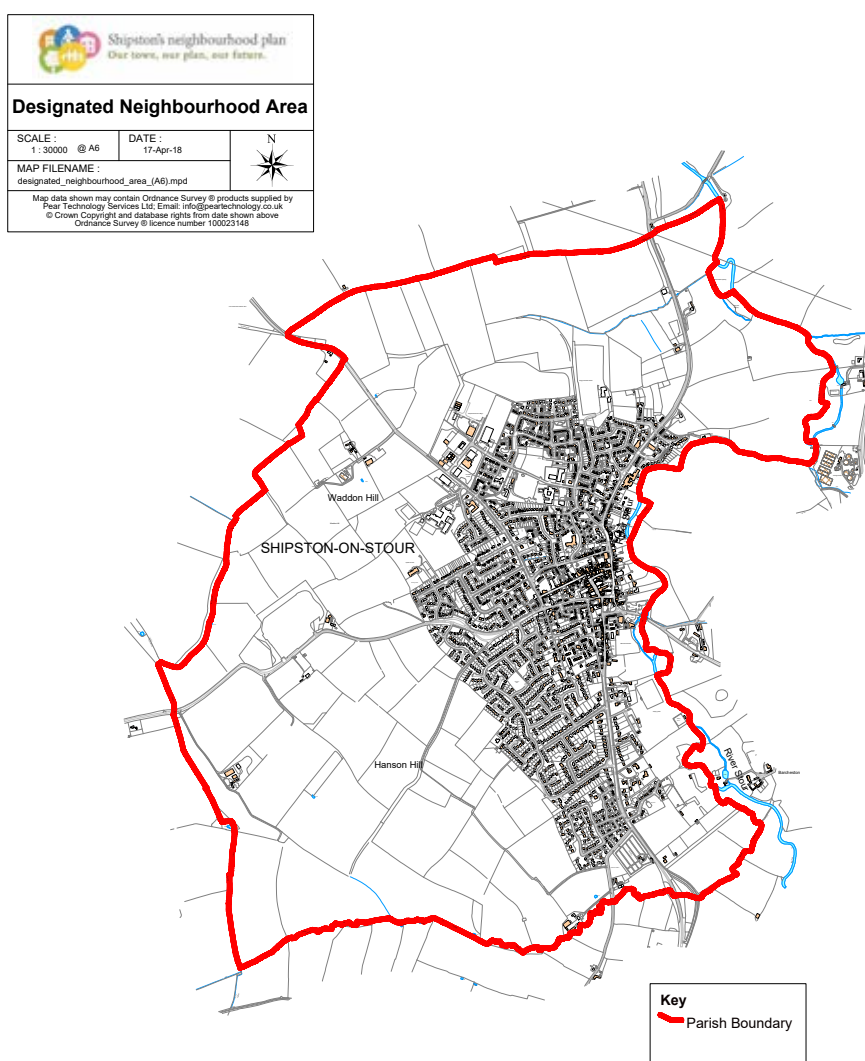 Shipston's neighbourhood plan
Our town, our plan, our future.
Designated Neighbourhood Area
SCALE :
1 : 30000 @ A6
DATE :
17-Apr-18
N
MAP FILENAME :
designated_neighbourhood_area_(A6).mpd
Map data shown may contain Ordnance Survey ® products supplied by
Pear Technology Services Ltd; Email: info@peartechnology.co.uk
© Crown Copyright and database rights from date shown above
Ordnance Survey ® licence number 100023148
Waddon Hill
SHIPSTON-ON-STOUR
Hanson Hill
River Stour
Barcheston
Key
Parish Boundary